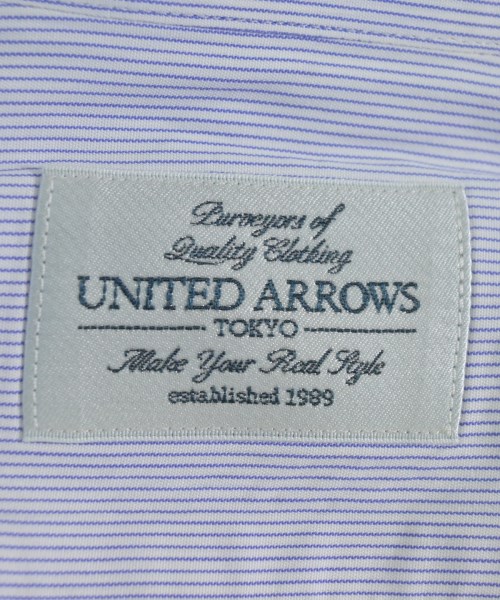 Purveyors of
Quality Clothing
UNITED ARROWS
TOKYO
Make Your Real Style
established 1989